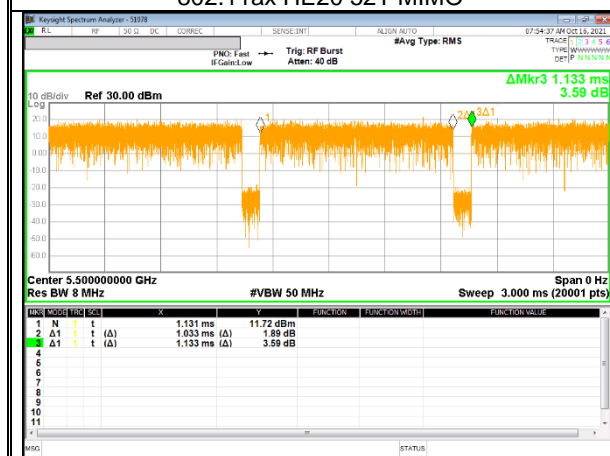 802.11ax HE20 52T MIMO
Keysight Spectrum Analyzer - 51078
RL RF 50 Ω DC CORREC SENSE:INT ALIGN AUTO 07:54:37 AM Oct 16, 2021
#Avg Type: RMS TRACE 1 2 3 4 5 6
PNO: Fast Trig: RF Burst TYPE WWWWWW
IFGain:Low Atten: 40 dB DET P N N N N N
ΔMkr3 1.133 ms
10 dB/div Ref 30.00 dBm 3.59 dB
Log
20.0
10.0
0.00
-10.0
-20.0
-30.0
-40.0
-50.0
-60.0
1 2Δ1 3Δ1
Center 5.500000000 GHz Span 0 Hz
Res BW 8 MHz #VBW 50 MHz Sweep 3.000 ms (20001 pts)
MKR MODE TRC SCL X Y FUNCTION FUNCTION WIDTH FUNCTION VALUE
1 N 1 t 1.131 ms 11.72 dBm
2 Δ1 1 t (Δ) 1.033 ms (Δ) 1.89 dB
3 Δ1 1 t (Δ) 1.133 ms (Δ) 3.59 dB
4
5
6
7
8
9
10
11
MSG STATUS